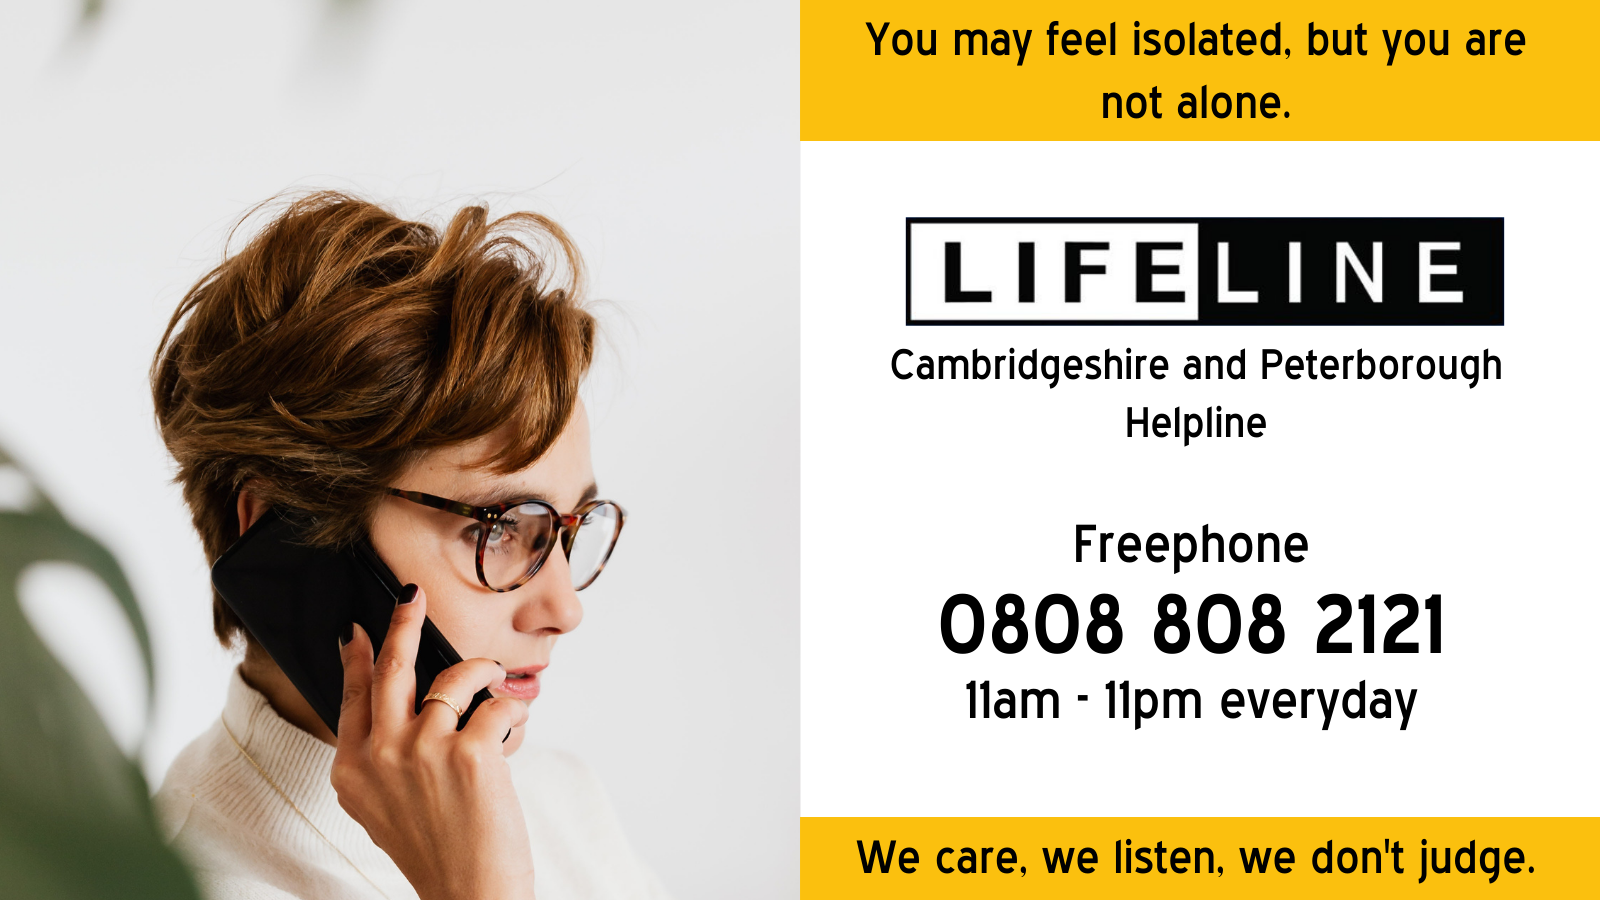 You may feel isolated, but you are
not alone.
LIFELINE
Cambridgeshire and Peterborough
Helpline
Freephone
0808 808 2121
11am - 11pm everyday
We care, we listen, we don't judge.